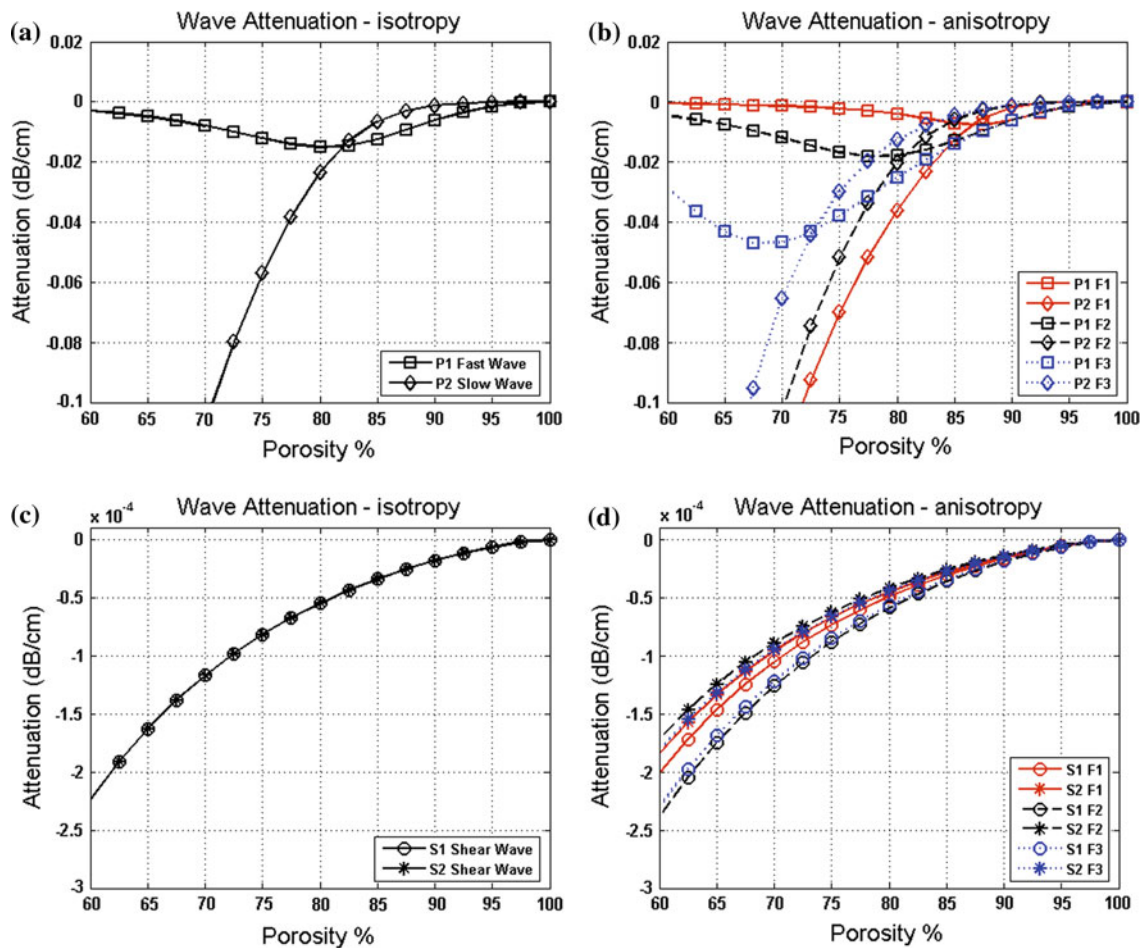 (a)
Wave Attenuation - isotropy
0.02
0
-0.02
-0.04
-0.06
-0.08
-0.1
Attenuation (dB/cm)
60 65 70 75 80 85 90 95 100
Porosity %
P1 Fast Wave
P2 Slow Wave
(b)
Wave Attenuation - anisotropy
0.02
0
-0.02
-0.04
-0.06
-0.08
-0.1
Attenuation (dB/cm)
60 65 70 75 80 85 90 95 100
Porosity %
P1 F1
P2 F1
P1 F2
P2 F2
P1 F3
P2 F3
(c)
x 10-4
Wave Attenuation - isotropy
0
-0.5
-1
-1.5
-2
-2.5
-3
Attenuation (dB/cm)
60 65 70 75 80 85 90 95 100
Porosity %
S1 Shear Wave
S2 Shear Wave
(d)
x 10-4
Wave Attenuation - anisotropy
0
-0.5
-1
-1.5
-2
-2.5
-3
Attenuation (dB/cm)
60 65 70 75 80 85 90 95 100
Porosity %
S1 F1
S2 F1
S1 F2
S2 F2
S1 F3
S2 F3